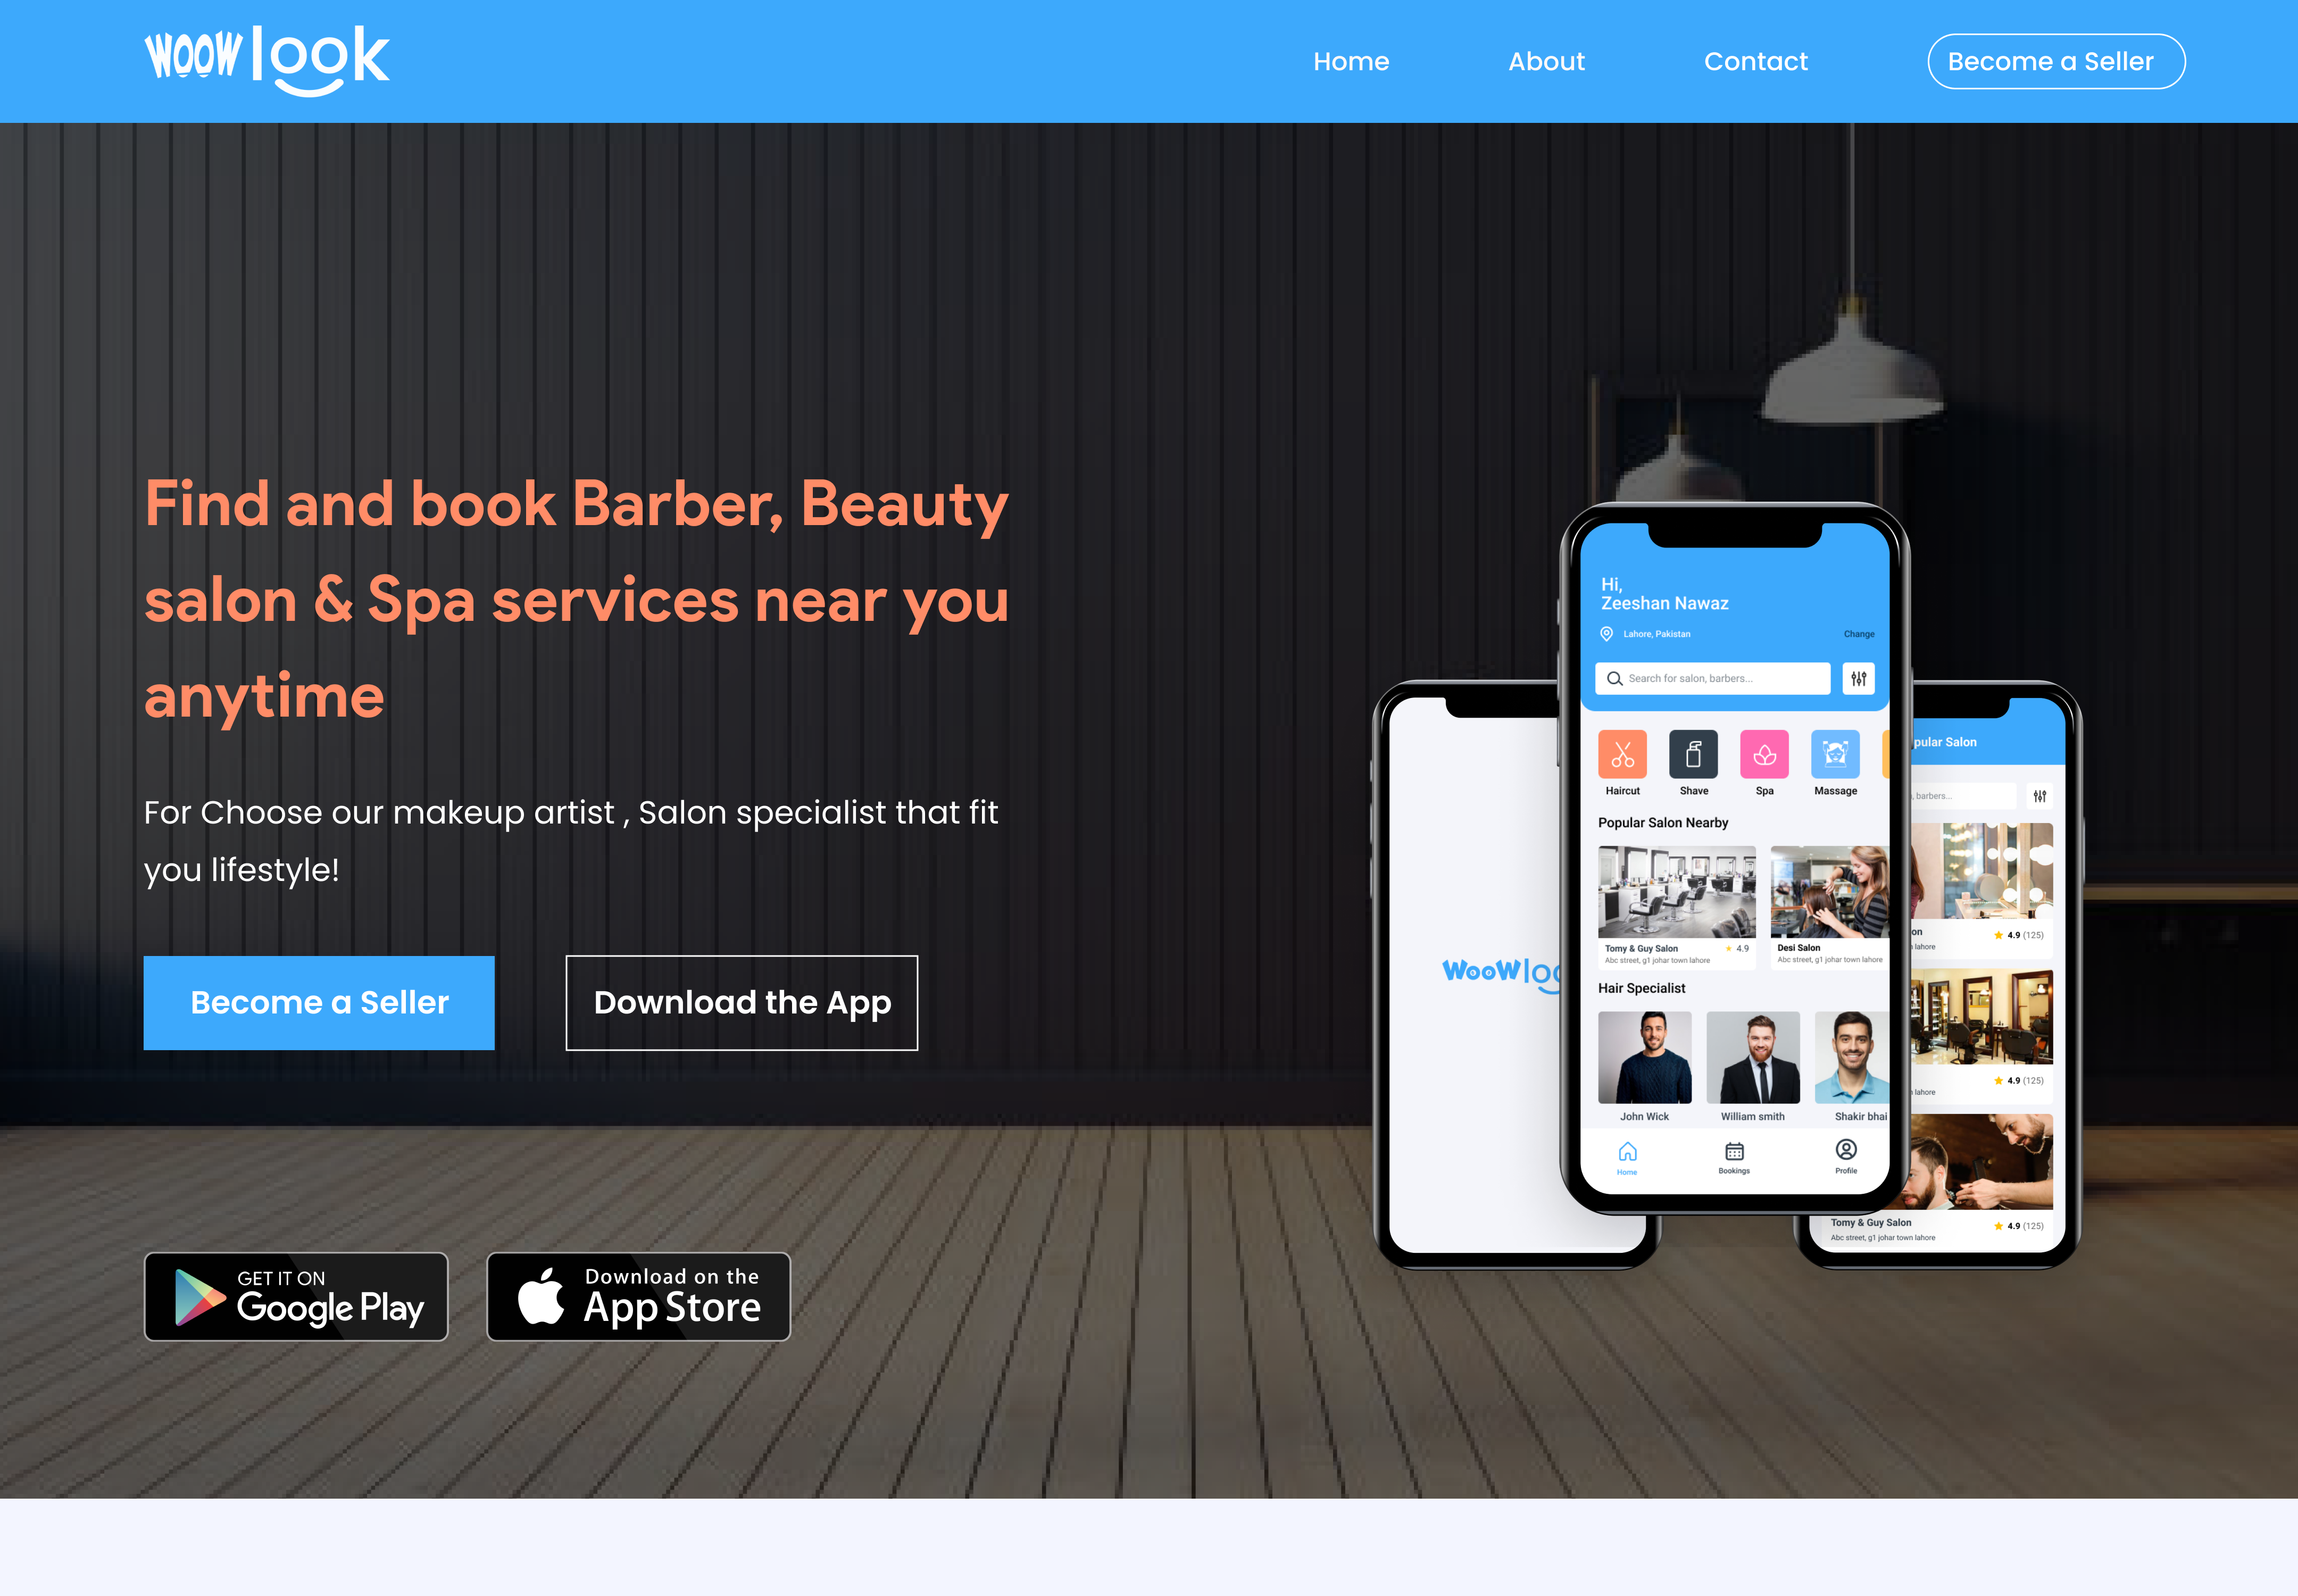 WOOW look
Home
About
Contact
Become a Seller
Find and book Barber, Beauty
salon & Spa services near you
anytime
For Choose our makeup artist , Salon specialist that fit
you lifestyle!
Become a Seller
Download the App
GET IT ON
Google Play
Download on the
App Store
WooW
Hi,
Zeeshan Nawaz
Lahore, Pakistan
Change
Search for salon, barbers...
Haircut
Shave
Spa
Massage
Popular Salon Nearby
Tomy & Guy Salon
4.9
Abc street, g1 johar town lahore
Desi Salon
Abc street, g1 johar town lahore
Hair Specialist
John Wick
William smith
Shakir bhai
Home
Bookings
Profile
Salon
barbers...
4.9 (125)
lahore
4.9 (125)
lahore
Tomy & Guy Salon
4.9 (125)
Abc street, g1 johar town lahore